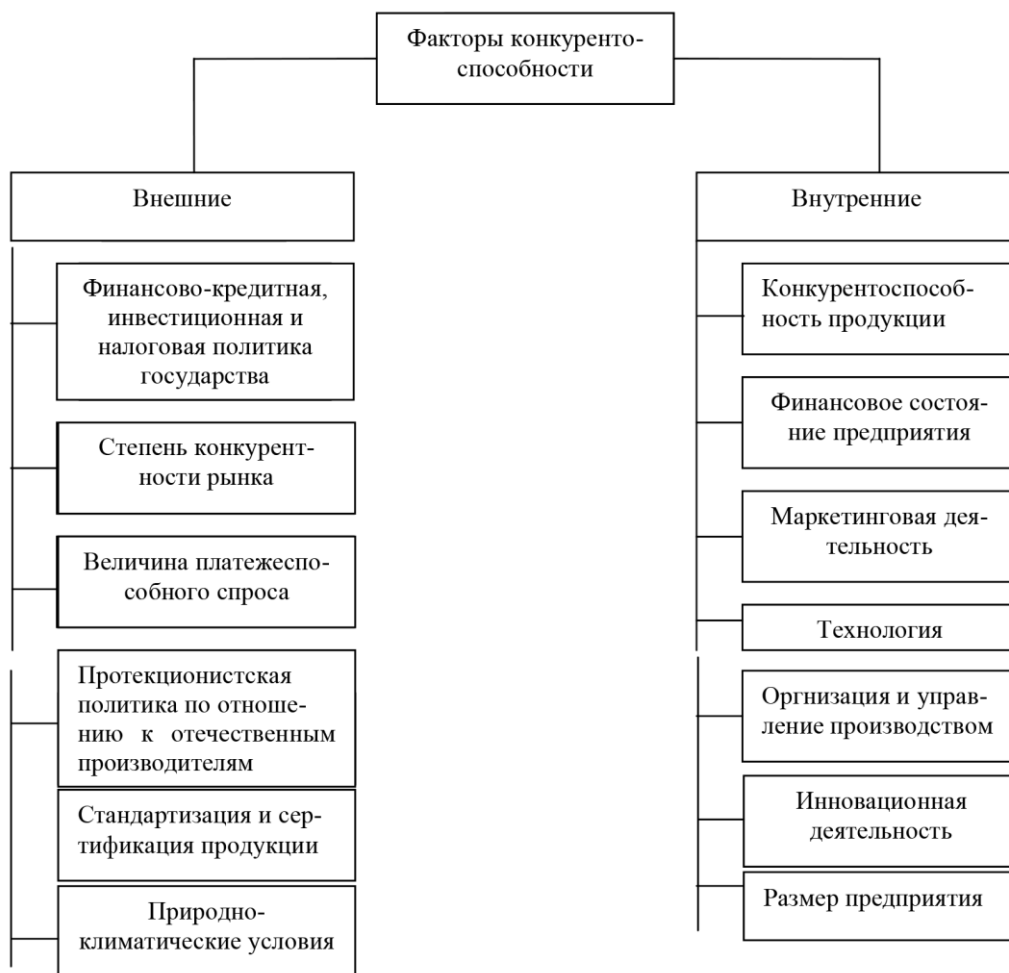 Факторы конкуренто-
способности
Внешние
Финансово-кредитная,
инвестиционная и
налоговая политика
государства
Степень конкурент-
ности рынка
Величина платежеспо-
собного спроса
Протекционистская
политика по отноше-
нию к отечественным
производителям
Стандартизация и сер-
тификация продукции
Природно-
климатические условия
Внутренние
Конкурентоспособ-
ность продукции
Финансовое состоя-
ние предприятия
Маркетинговая дея-
тельность
Технология
Оргнизация и управ-
ление производством
Инновационная
деятельность
Размер предприятия